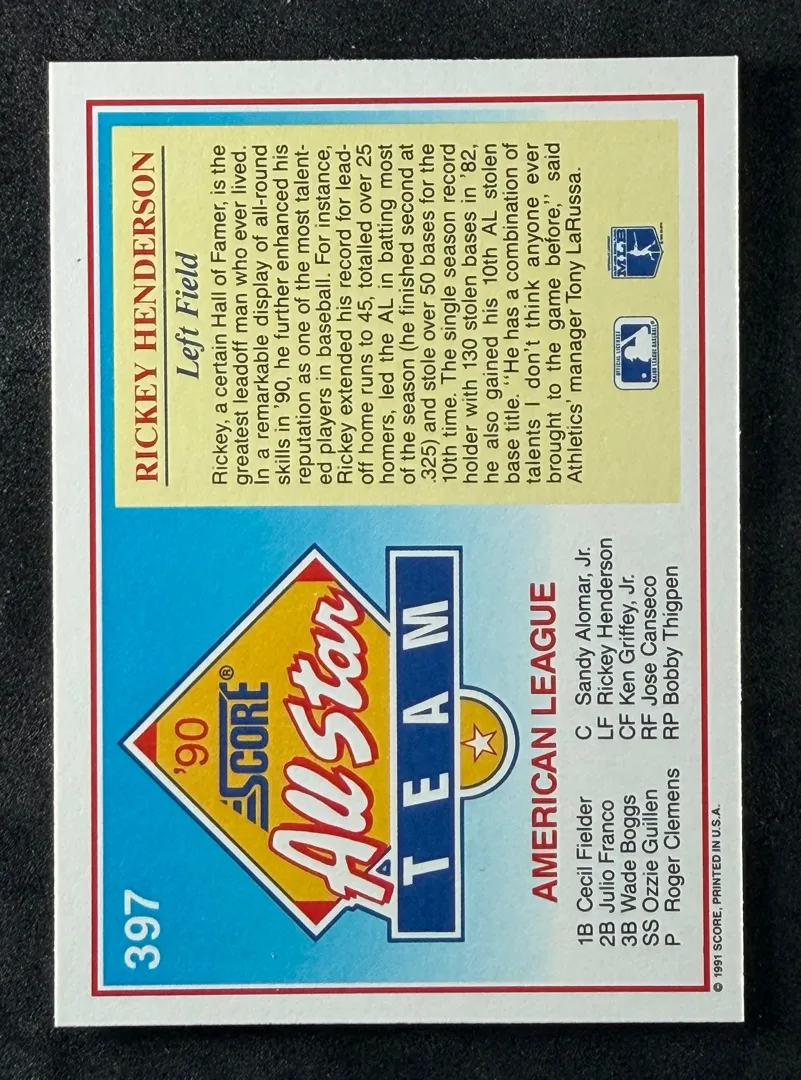 397
'90
SCORE®
All Star
TEAM
AMERICAN LEAGUE
1B Cecil Fielder
2B Julio Franco
3B Wade Boggs
SS Ozzie Guillen
P Roger Clemens
C Sandy Alomar, Jr.
LF Rickey Henderson
CF Ken Griffey, Jr.
RF Jose Canseco
RP Bobby Thigpen
RICKEY HENDERSON
Left Field
Rickey, a certain Hall of Famer, is the
greatest leadoff man who ever lived.
In a remarkable display of all-round
skills in '90, he further enhanced his
reputation as one of the most talent-
ed players in baseball. For instance,
Rickey extended his record for lead-
off home runs to 45, totalled over 25
homers, led the AL in batting most
of the season (he finished second at
.325) and stole over 50 bases for the
10th time. The single season record
holder with 130 stolen bases in '82,
he also gained his 10th AL stolen
base title. "He has a combination of
talents I don't think anyone ever
brought to the game before," said
Athletics' manager Tony LaRussa.
OFFICIAL LICENSEE
MAJOR LEAGUE BASEBALL®
MLB
© 1991 SCORE, PRINTED IN U.S.A.